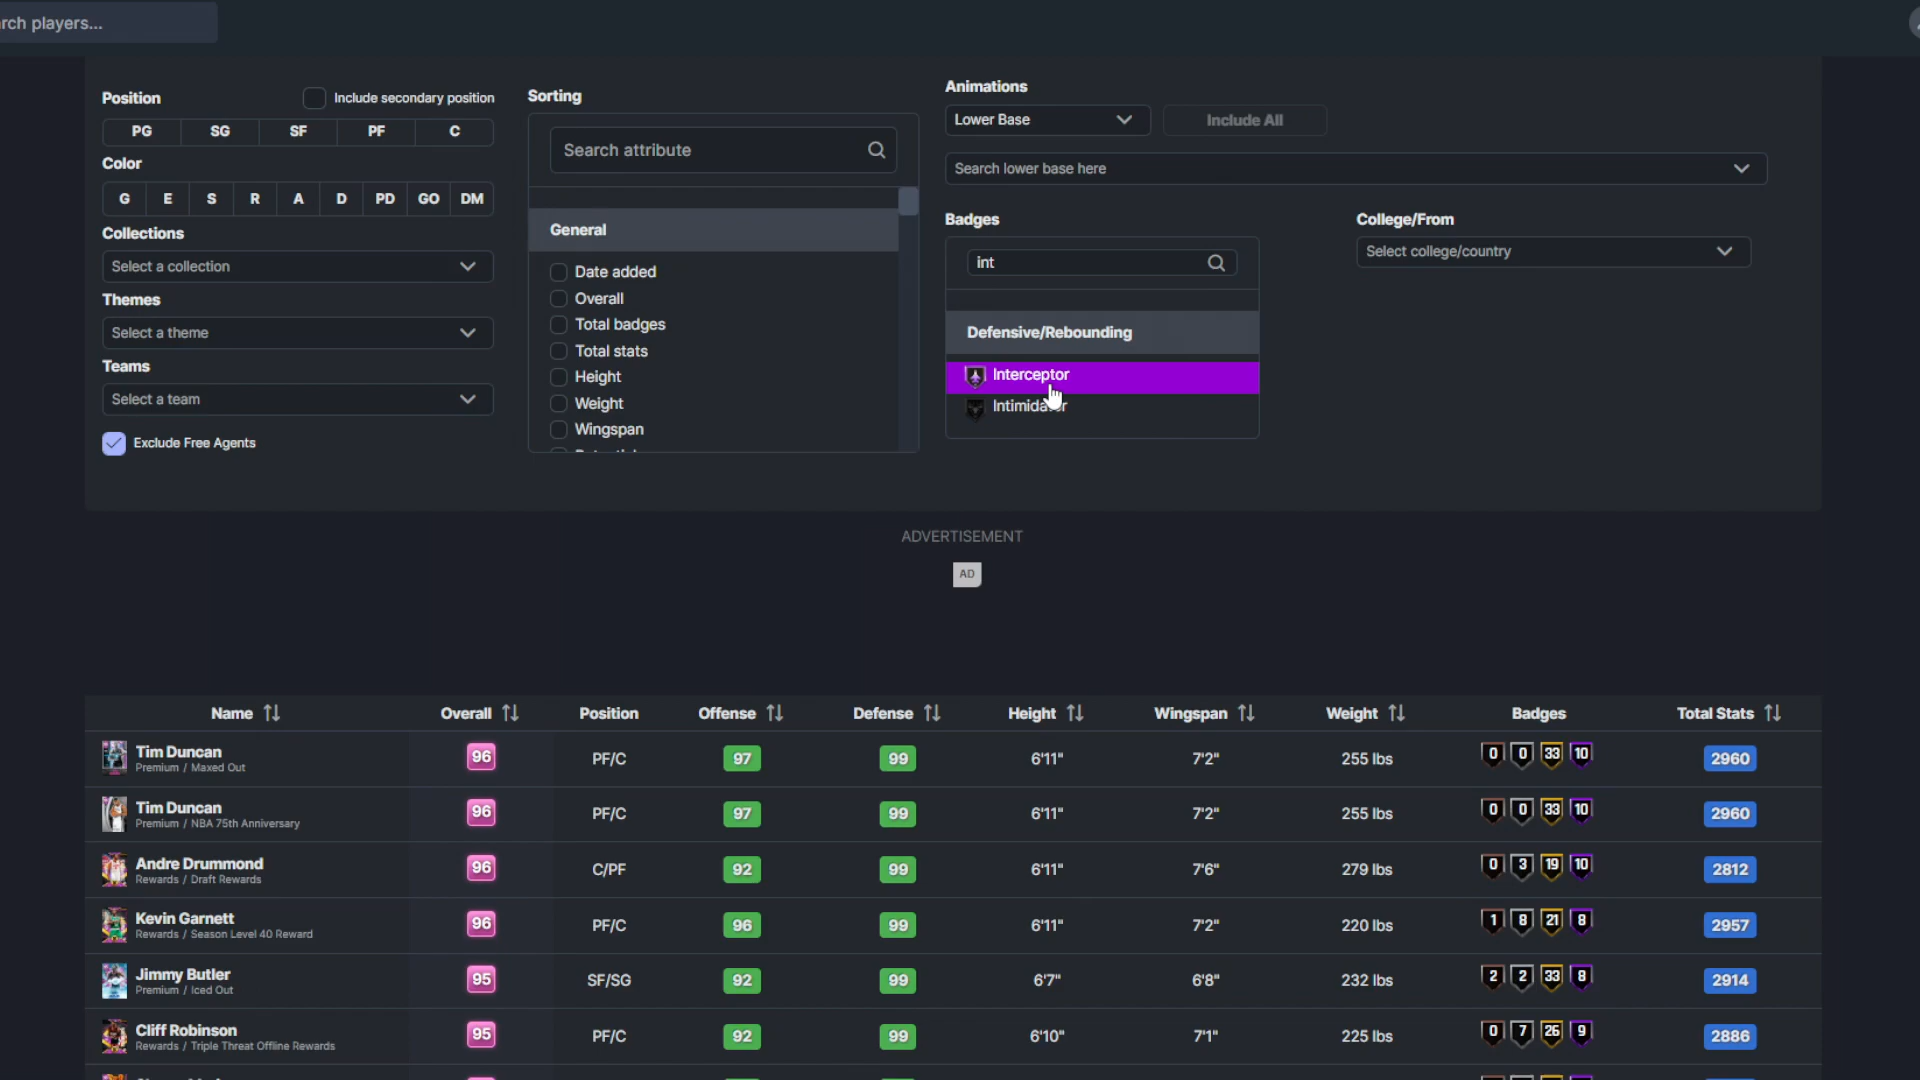 rch players...
Position
Include secondary position
PG SG SF PF C
Color
G E S R A D PD GO DM
Collections
Select a collection
Themes
Select a theme
Teams
Select a team
Exclude Free Agents
Sorting
Search attribute
General
Date added
Overall
Total badges
Total stats
Height
Weight
Wingspan
Animations
Lower Base
Include All
Search lower base here
Badges
int
Defensive/Rebounding
Interceptor
College/From
Select college/country
ADVERTISEMENT
AD
Name Overall Position Offense Defense Height Wingspan Weight Badges Total Stats
Tim Duncan 96 PF/C 97 99 6'11" 7'2" 255 lbs 0 0 33 10 2960
Premium / Maxed Out
Tim Duncan 96 PF/C 97 99 6'11" 7'2" 255 lbs 0 0 33 10 2960
Premium / NBA 75th Anniversary
Andre Drummond 96 C/PF 92 99 6'11" 7'6" 279 lbs 0 3 19 10 2812
Rewards / Draft Rewards
Kevin Garnett 96 PF/C 96 99 6'11" 7'2" 220 lbs 1 8 21 8 2957
Rewards / Season Level 40 Reward
Jimmy Butler 95 SF/SG 92 99 6'7" 6'8" 232 lbs 2 2 33 8 2914
Premium / Iced Out
Cliff Robinson 95 PF/C 92 99 6'10" 7'1" 225 lbs 0 7 26 9 2886
Rewards / Triple Threat Offline Rewards